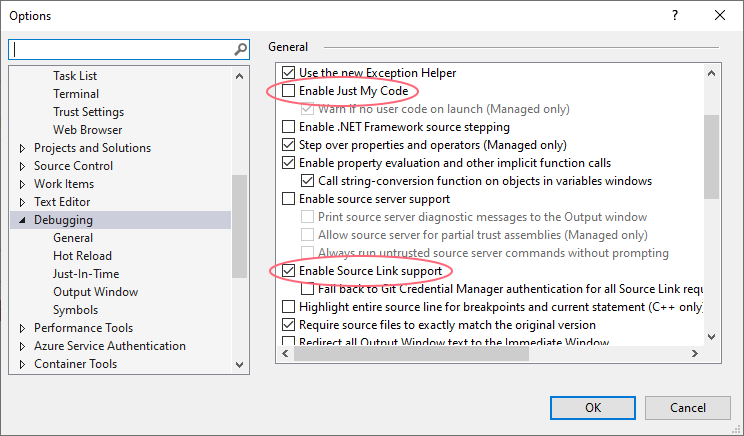 Options
Task List
Terminal
Trust Settings
Web Browser
Projects and Solutions
Source Control
Work Items
Text Editor
Debugging
General
Hot Reload
Just-In-Time
Output Window
Symbols
Performance Tools
Azure Service Authentication
Container Tools
General
Use the new Exception Helper
Enable Just My Code
Warn if no user code on launch (Managed only)
Enable .NET Framework source stepping
Step over properties and operators (Managed only)
Enable property evaluation and other implicit function calls
Call string-conversion function on objects in variables windows
Enable source server support
Print source server diagnostic messages to the Output window
Allow source server for partial trust assemblies (Managed only)
Always run untrusted source server commands without prompting
Enable Source Link support
Fall back to Git Credential Manager authentication for all Source Link requ
Highlight entire source line for breakpoints and current statement (C++ only)
Require source files to exactly match the original version
Redirect all Output Window text to the Immediate Window
OK
Cancel